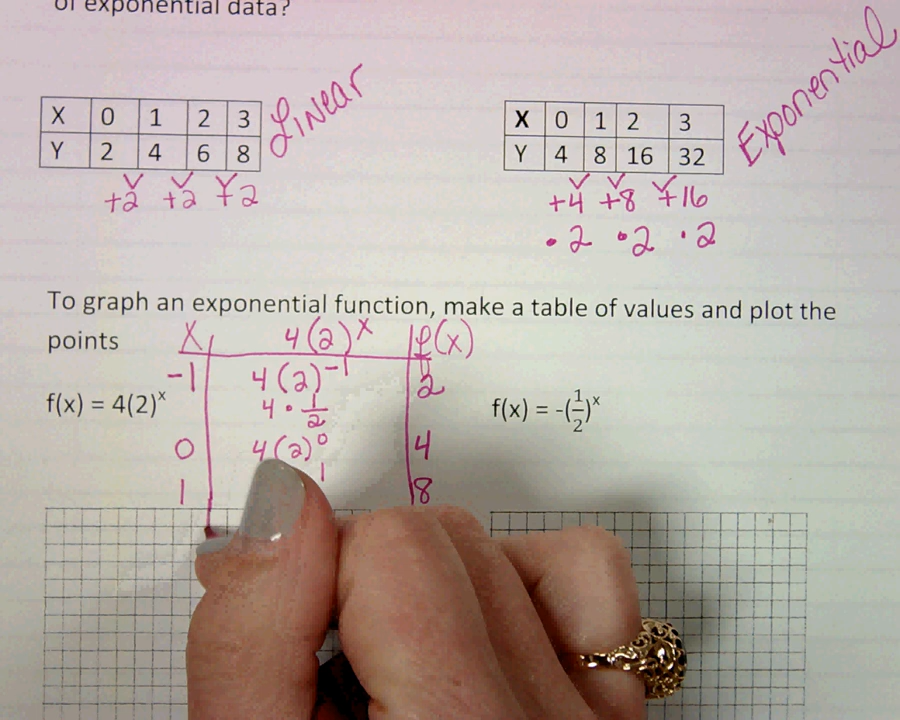 of exponential data?
X 0 1 2 3
Y 2 4 6 8
Linear
+2 +2 +2
X 0 1 2 3
Y 4 8 16 32
Exponential
+4 +8 +16
· 2 · 2 · 2
To graph an exponential function, make a table of values and plot the
points
X 4(2)^x f(x)
-1 4(2)^-1 2
4 · 1/2
0 4(2)^0 4
1
1 8
f(x) = 4(2)^x
f(x) = -(1/2)^x